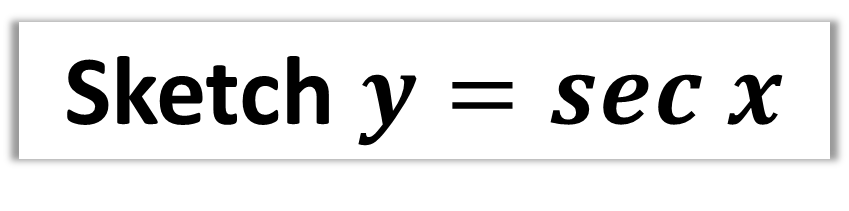 Sketch y = sec x